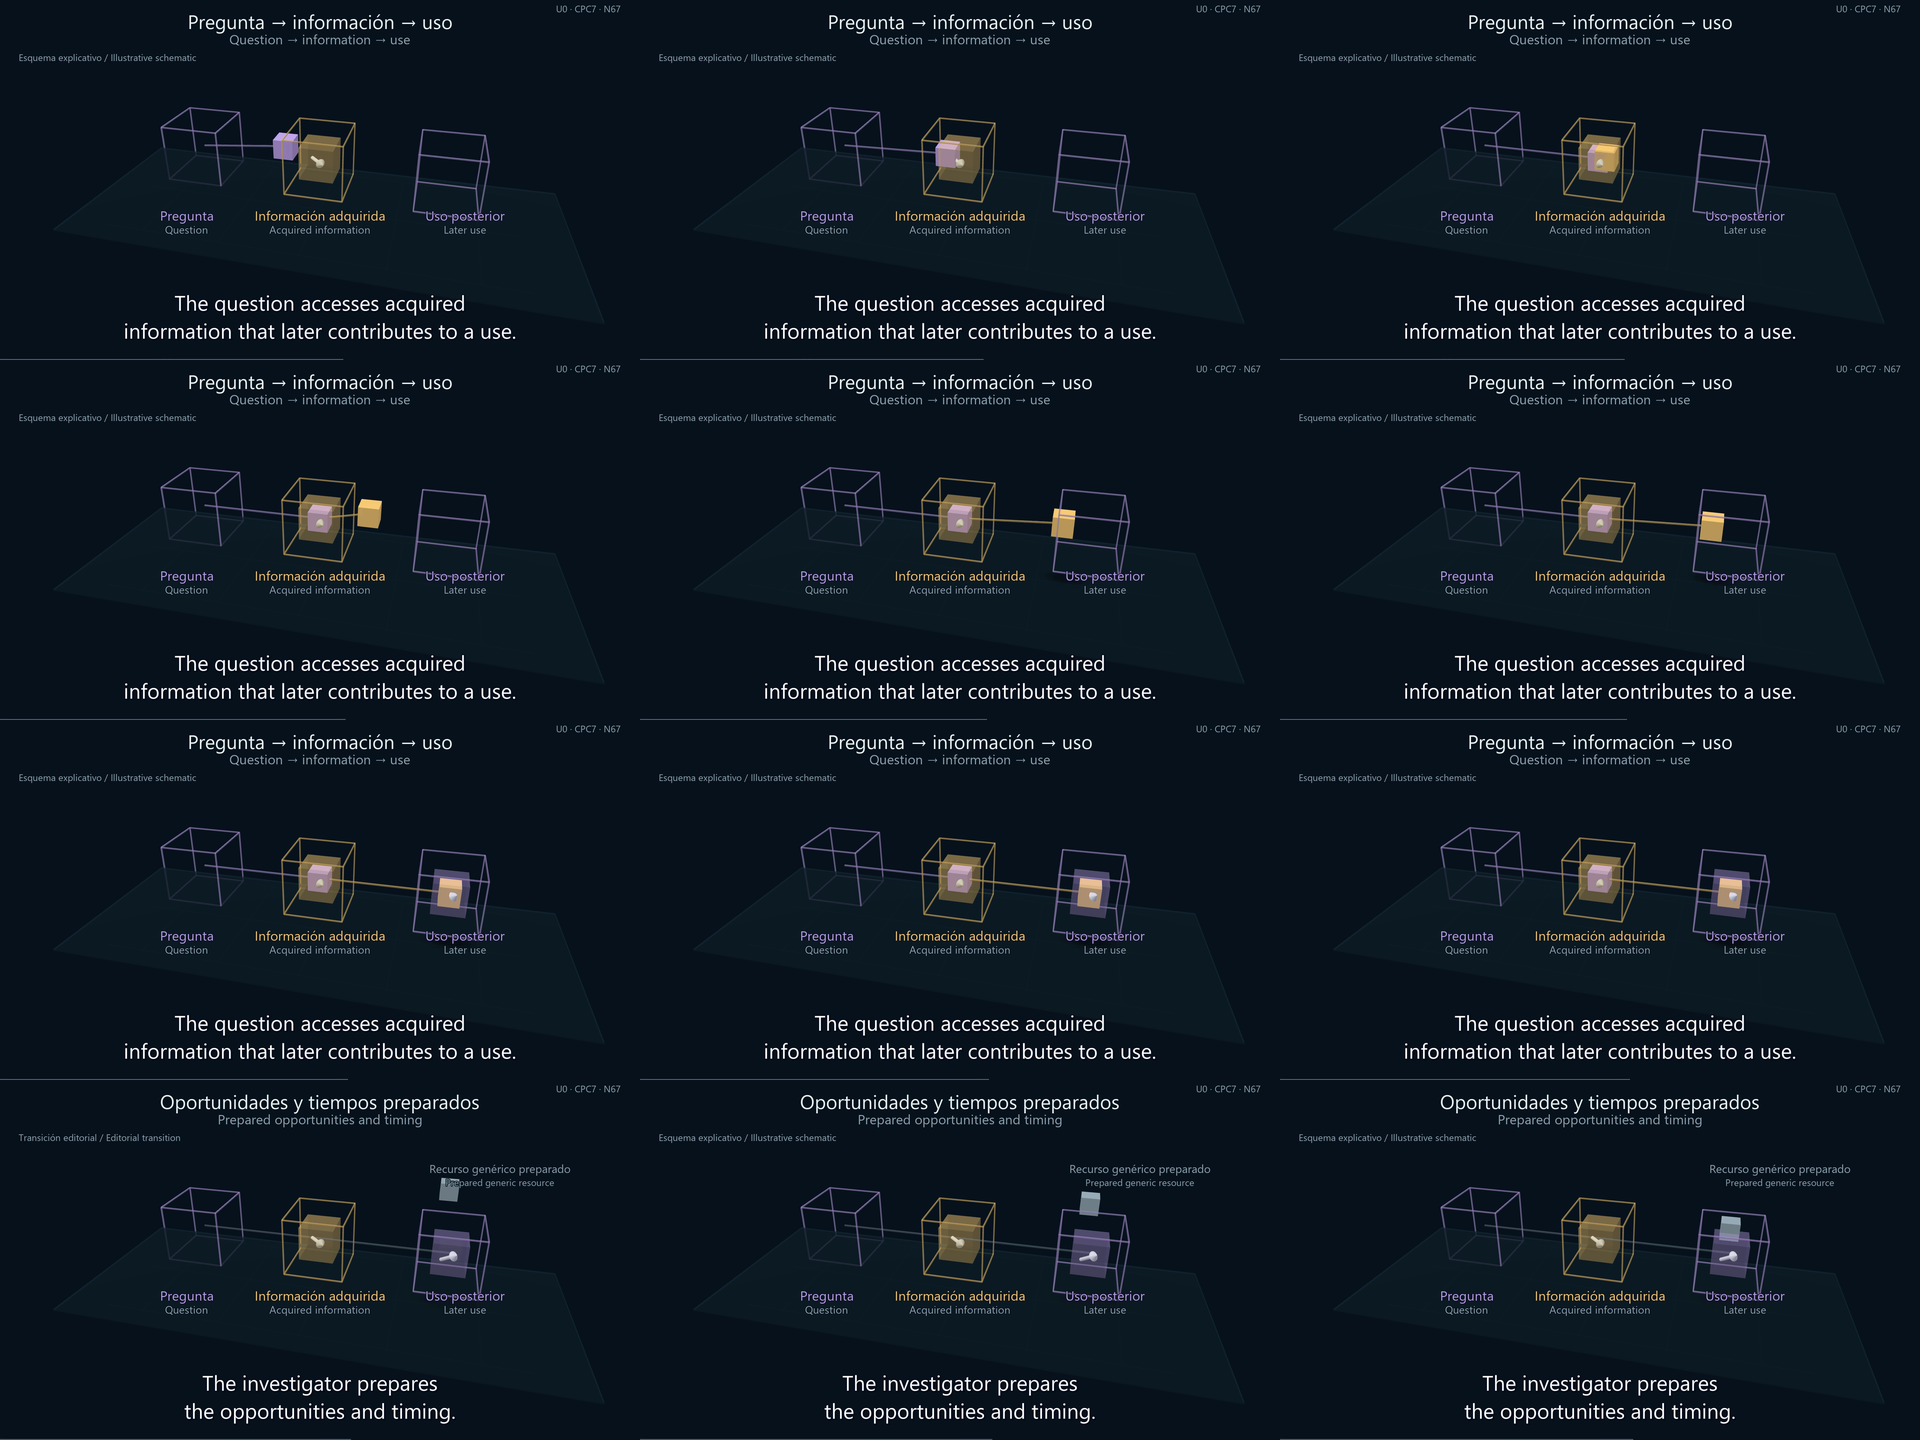 U0 · CPC7 · N67
Pregunta → información → uso
Question → information → use
Esquema explicativo / Illustrative schematic
Pregunta
Question
Información adquirida
Acquired information
Uso posterior
Later use
The question accesses acquired
information that later contributes to a use.
U0 · CPC7 · N67
Pregunta → información → uso
Question → information → use
Esquema explicativo / Illustrative schematic
Pregunta
Question
Información adquirida
Acquired information
Uso posterior
Later use
The question accesses acquired
information that later contributes to a use.
U0 · CPC7 · N67
Pregunta → información → uso
Question → information → use
Esquema explicativo / Illustrative schematic
Pregunta
Question
Información adquirida
Acquired information
Uso posterior
Later use
The question accesses acquired
information that later contributes to a use.
U0 · CPC7 · N67
Pregunta → información → uso
Question → information → use
Esquema explicativo / Illustrative schematic
Pregunta
Question
Información adquirida
Acquired information
Uso posterior
Later use
The question accesses acquired
information that later contributes to a use.
U0 · CPC7 · N67
Pregunta → información → uso
Question → information → use
Esquema explicativo / Illustrative schematic
Pregunta
Question
Información adquirida
Acquired information
Uso posterior
Later use
The question accesses acquired
information that later contributes to a use.
U0 · CPC7 · N67
Pregunta → información → uso
Question → information → use
Esquema explicativo / Illustrative schematic
Pregunta
Question
Información adquirida
Acquired information
Uso posterior
Later use
The question accesses acquired
information that later contributes to a use.
U0 · CPC7 · N67
Pregunta → información → uso
Question → information → use
Esquema explicativo / Illustrative schematic
Pregunta
Question
Información adquirida
Acquired information
Uso posterior
Later use
The question accesses acquired
information that later contributes to a use.
U0 · CPC7 · N67
Pregunta → información → uso
Question → information → use
Esquema explicativo / Illustrative schematic
Pregunta
Question
Información adquirida
Acquired information
Uso posterior
Later use
The question accesses acquired
information that later contributes to a use.
U0 · CPC7 · N67
Pregunta → información → uso
Question → information → use
Esquema explicativo / Illustrative schematic
Pregunta
Question
Información adquirida
Acquired information
Uso posterior
Later use
The question accesses acquired
information that later contributes to a use.
U0 · CPC7 · N67
Oportunidades y tiempos preparados
Prepared opportunities and timing
Transición editorial / Editorial transition
Recurso genérico preparado
Prepared generic resource
Pregunta
Question
Información adquirida
Acquired information
Uso posterior
Later use
The investigator prepares
the opportunities and timing.
U0 · CPC7 · N67
Oportunidades y tiempos preparados
Prepared opportunities and timing
Esquema explicativo / Illustrative schematic
Recurso genérico preparado
Prepared generic resource
Pregunta
Question
Información adquirida
Acquired information
Uso posterior
Later use
The investigator prepares
the opportunities and timing.
U0 · CPC7 · N67
Oportunidades y tiempos preparados
Prepared opportunities and timing
Esquema explicativo / Illustrative schematic
Recurso genérico preparado
Prepared generic resource
Pregunta
Question
Información adquirida
Acquired information
Uso posterior
Later use
The investigator prepares
the opportunities and timing.